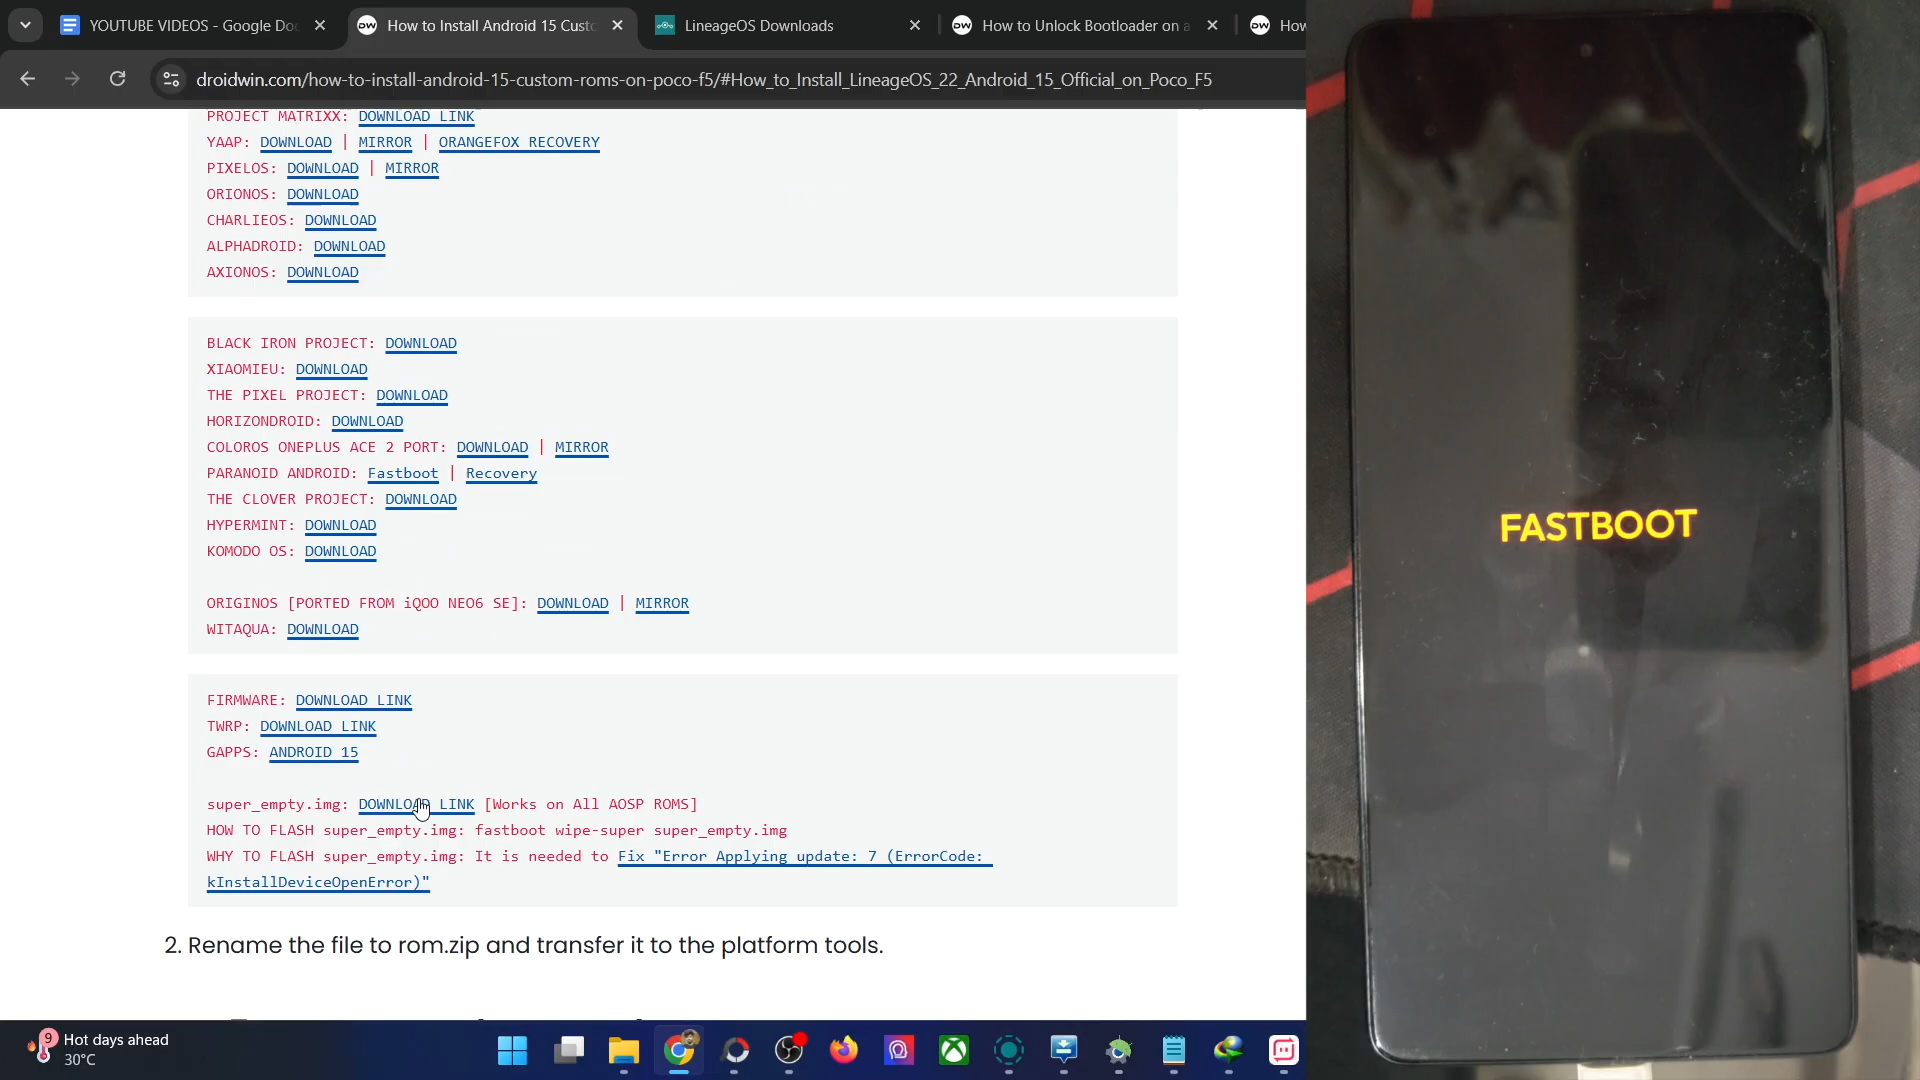 YOUTUBE VIDEOS - Google Do
How to Install Android 15 Custo
LineageOS Downloads
How to Unlock Bootloader on a
How
droidwin.com/how-to-install-android-15-custom-roms-on-poco-f5/#How_to_Install_LineageOS_22_Android_15_Official_on_Poco_F5
PROJECT MATRIXX: DOWNLOAD LINK
YAAP: DOWNLOAD | MIRROR | ORANGEFOX RECOVERY
PIXELOS: DOWNLOAD | MIRROR
ORIONOS: DOWNLOAD
CHARLIEOS: DOWNLOAD
ALPHADROID: DOWNLOAD
AXIONOS: DOWNLOAD
BLACK IRON PROJECT: DOWNLOAD
XIAOMIEU: DOWNLOAD
THE PIXEL PROJECT: DOWNLOAD
HORIZONDROID: DOWNLOAD
COLOROS ONEPLUS ACE 2 PORT: DOWNLOAD | MIRROR
PARANOID ANDROID: Fastboot | Recovery
THE CLOVER PROJECT: DOWNLOAD
HYPERMINT: DOWNLOAD
KOMODO OS: DOWNLOAD
ORIGINOS [PORTED FROM iQOO NEO6 SE]: DOWNLOAD | MIRROR
WITAQUA: DOWNLOAD
FIRMWARE: DOWNLOAD LINK
TWRP: DOWNLOAD LINK
GAPPS: ANDROID 15
super_empty.img: DOWNLOAD LINK [Works on All AOSP ROMS]
HOW TO FLASH super_empty.img: fastboot wipe-super super_empty.img
WHY TO FLASH super_empty.img: It is needed to Fix "Error Applying update: 7 (ErrorCode:
kInstallDeviceOpenError)"
2. Rename the file to rom.zip and transfer it to the platform tools.
9
Hot days ahead
30°C
FASTBOOT